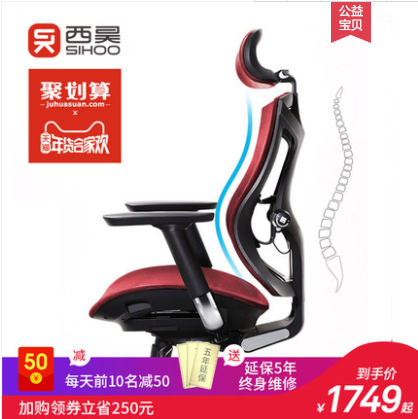 西昊
SIHOO
公益
宝贝
聚划算
juhuasuan.com
x
天猫 年货合家欢
50
¥
减
每天前10名减50
五年延保
送
延保5年
终身维修
到手价
¥1749起
加购领券立省250元